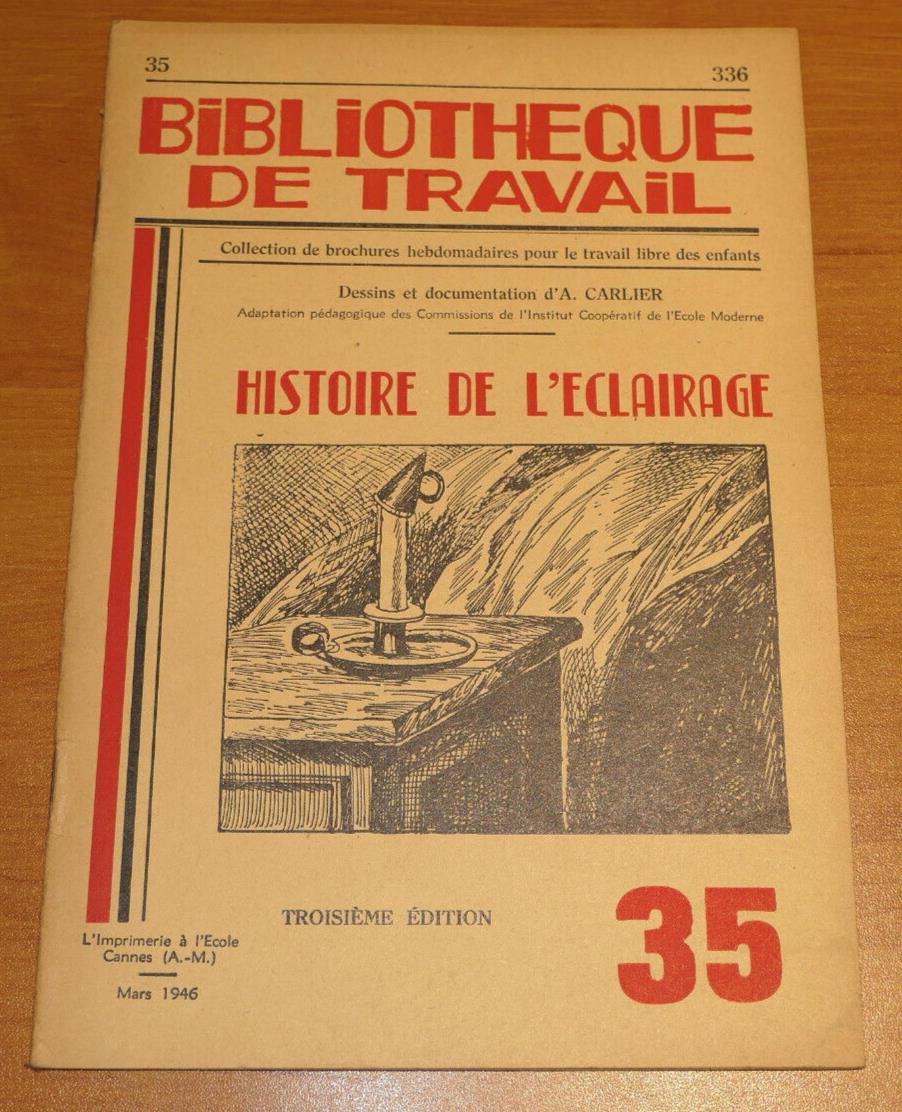 35
336
BiBLiOTHEQUE
DE TRAVAiL
Collection de brochures hebdomadaires pour le travail libre des enfants
Dessins et documentation d'A. CARLIER
Adaptation pédagogique des Commissions de l'Institut Coopératif de l'Ecole Moderne
HISTOIRE DE L'ECLAIRAGE
TROISIÈME ÉDITION
35
L'Imprimerie à l'Ecole
Cannes (A.-M.)
Mars 1946